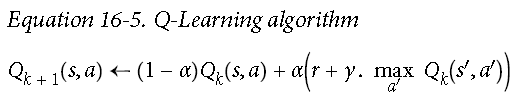 Equation 16-5. Q-Learning algorithm
Q_{k + 1}(s, a) ← (1 − α)Q_k(s, a) + α(r + γ . max_{a′} Q_k(s′, a′))